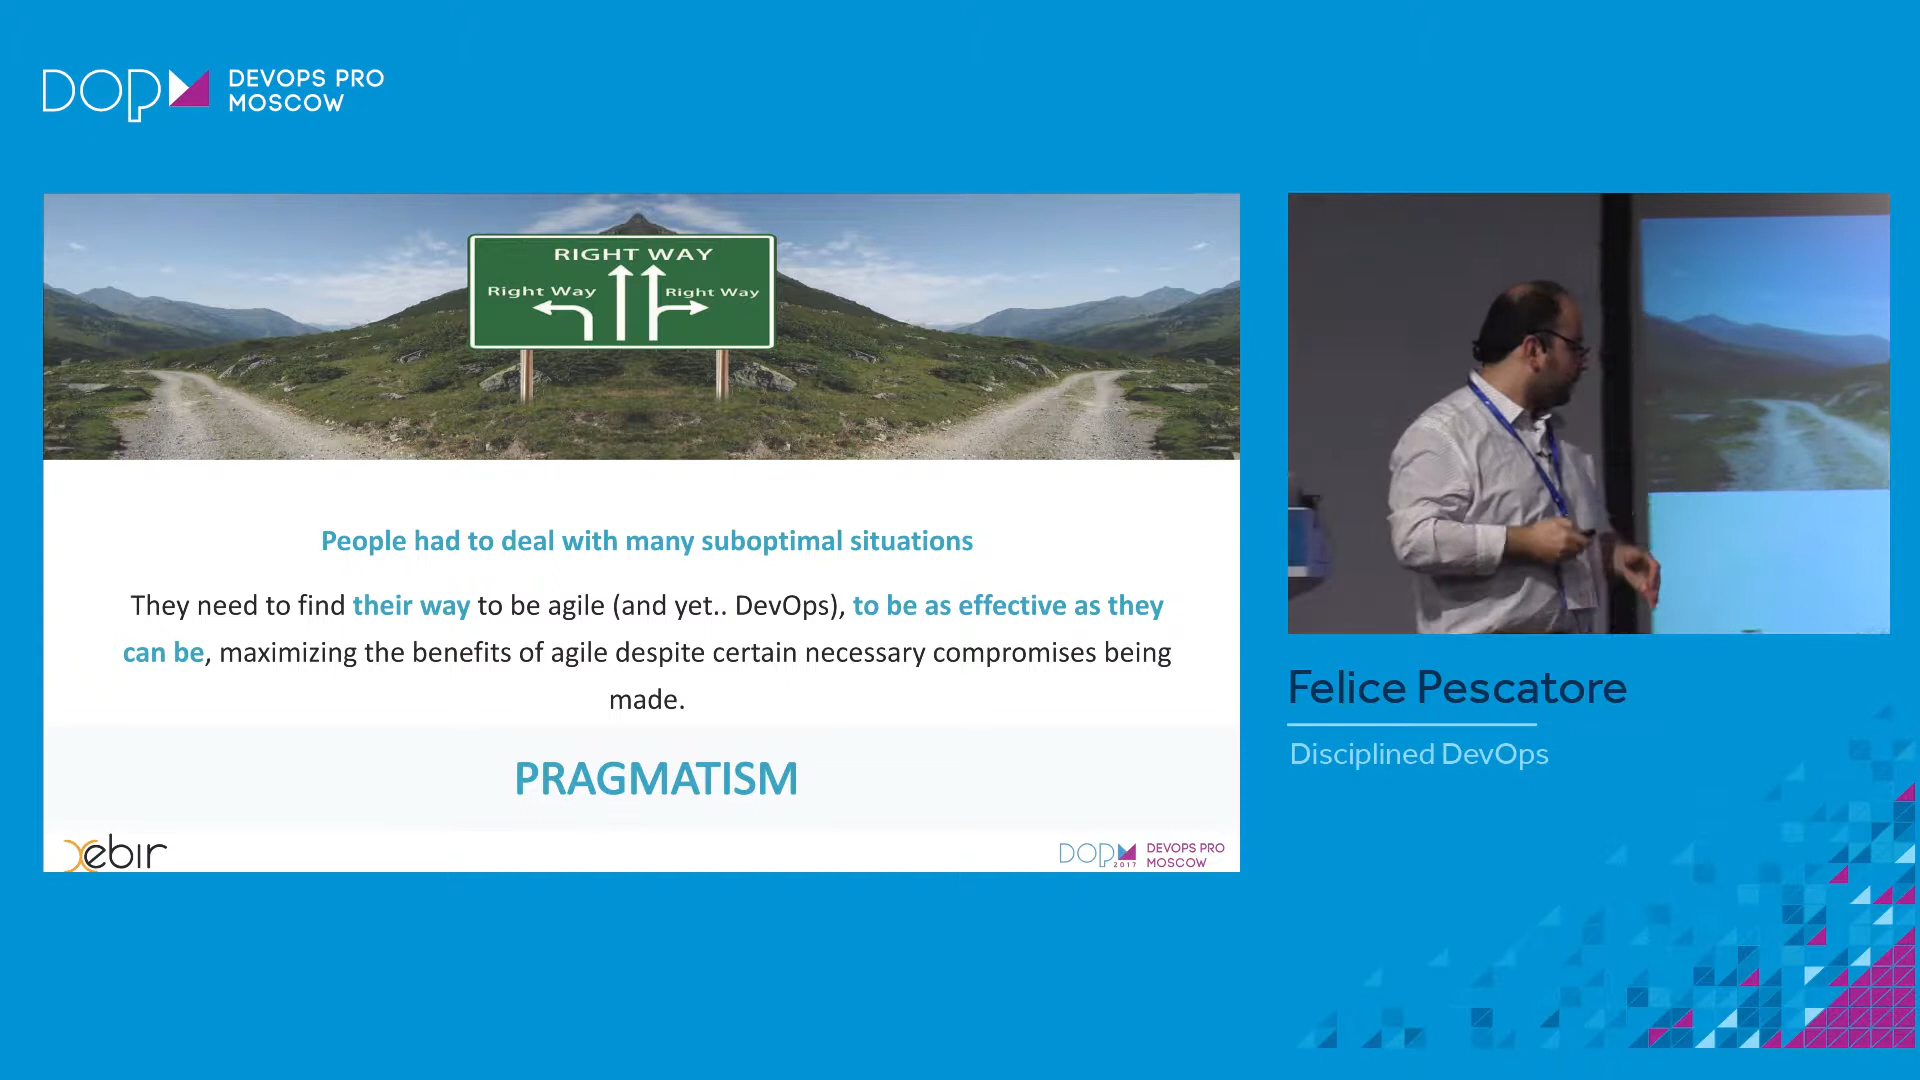 DOP DEVOPS PRO
MOSCOW
RIGHT WAY
Right Way
Right Way
People had to deal with many suboptimal situations
They need to find their way to be agile (and yet.. DevOps), to be as effective as they
can be, maximizing the benefits of agile despite certain necessary compromises being
made.
PRAGMATISM
xebir
DOP 2017 DEVOPS PRO
MOSCOW
Felice Pescatore
Disciplined DevOps